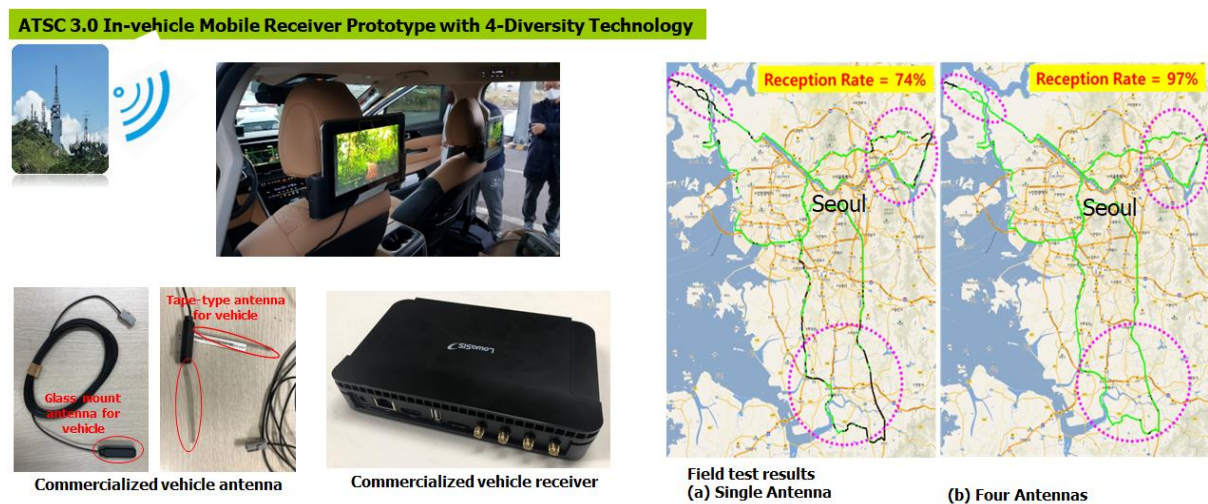 ATSC 3.0 In-vehicle Mobile Receiver Prototype with 4-Diversity Technology
Reception Rate = 74%
Reception Rate = 97%
Seoul
Seoul
Tape-type antenna
for vehicle
Glass mount
antenna for
vehicle
LowaSIS
Commercialized vehicle antenna
Commercialized vehicle receiver
Field test results
(a) Single Antenna
(b) Four Antennas